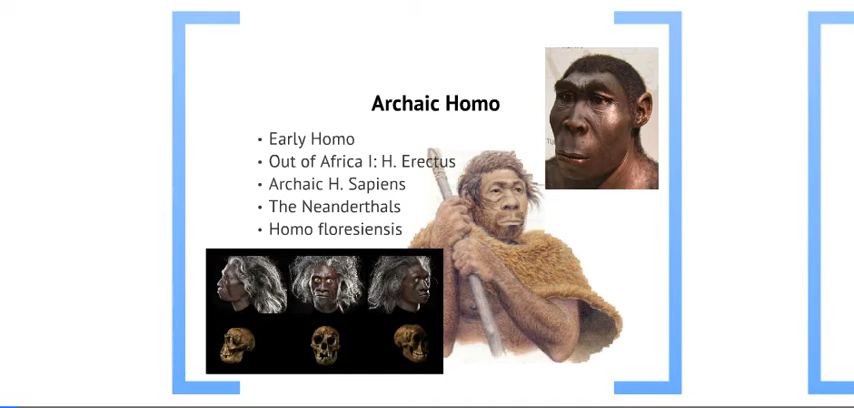 Archaic Homo
• Early Homo
• Out of Africa I: H. Erectus
• Archaic H. Sapiens
• The Neanderthals
• Homo floresiensis